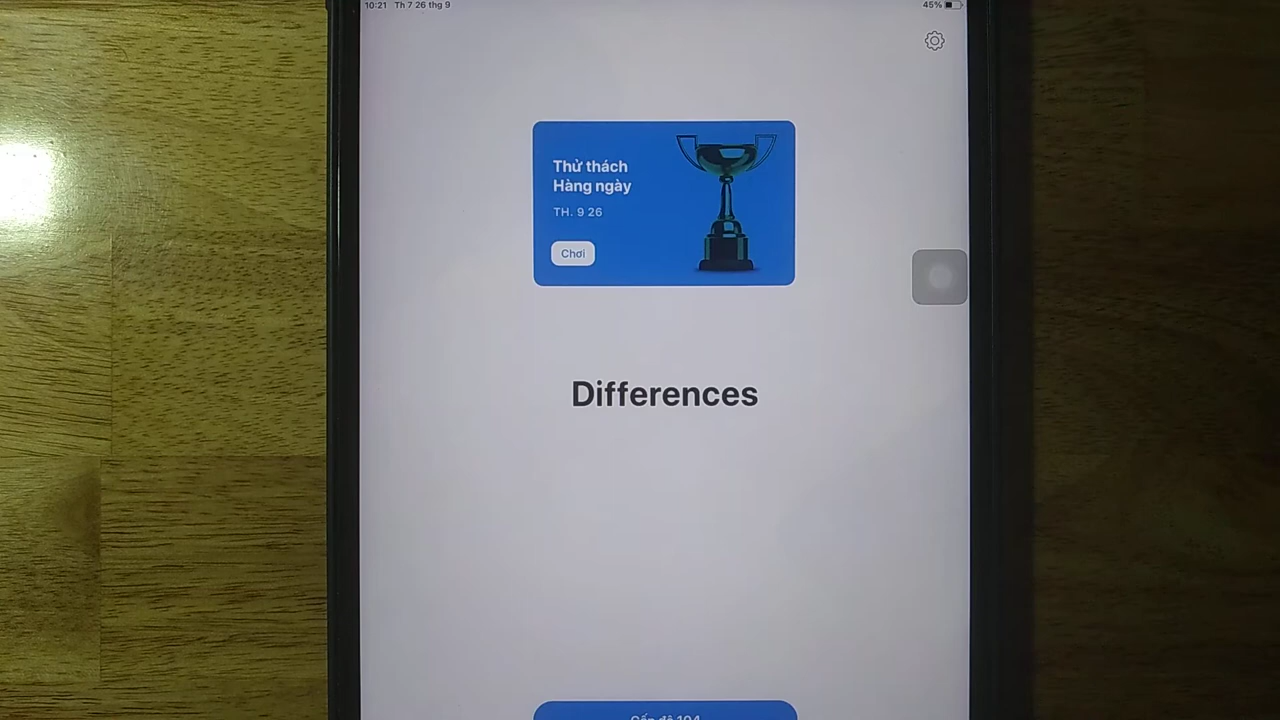 10:21 Th 7 26 thg 9
45%
Thử thách
Hàng ngày
TH. 9 26
Chơi
Differences
Cấp độ 104